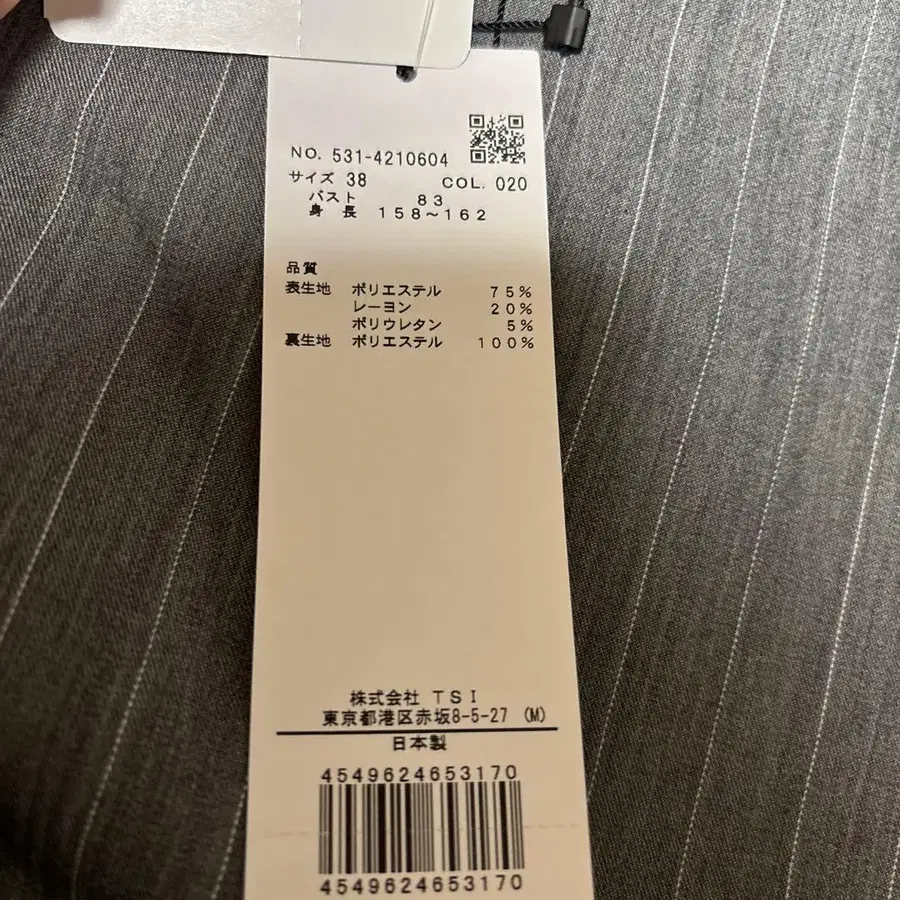 NO. 531-4210604
サイズ 38 COL. 020
バスト 83
身長 158~162
品質
表生地 ポリエステル 75%
レーヨン 20%
ポリウレタン 5%
裏生地 ポリエステル 100%
株式会社 TSI
東京都港区赤坂8-5-27 (M)
日本製
4549624653170
4549624653170